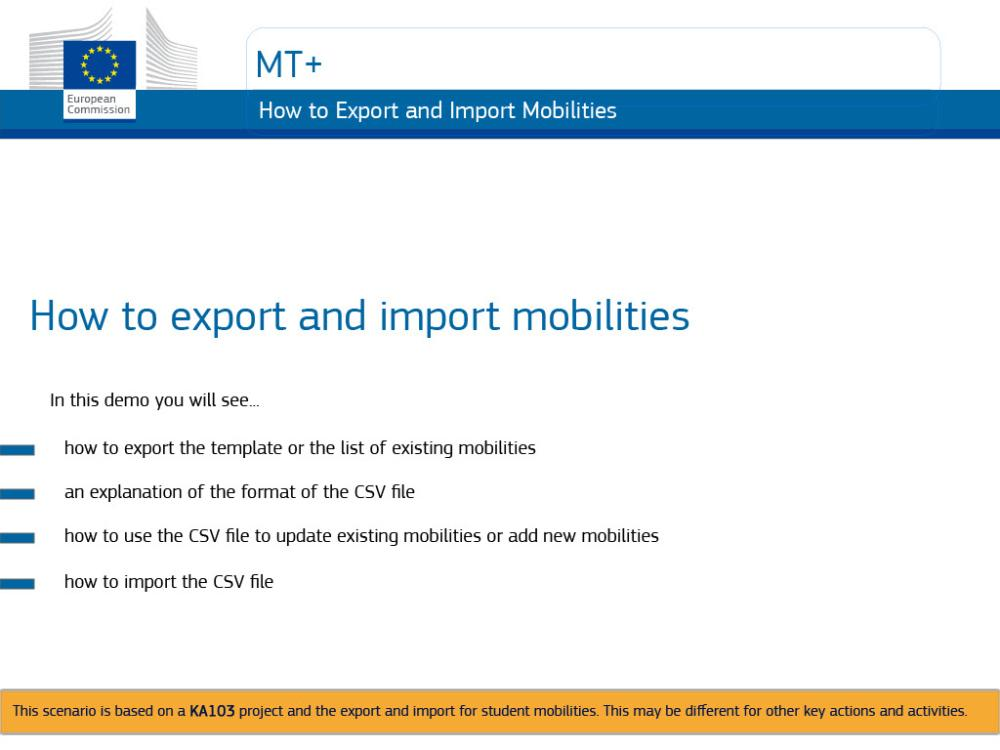 European
Commission
MT+
How to Export and Import Mobilities
How to export and import mobilities
In this demo you will see...
how to export the template or the list of existing mobilities
an explanation of the format of the CSV file
how to use the CSV file to update existing mobilities or add new mobilities
how to import the CSV file
This scenario is based on a KA103 project and the export and import for student mobilities. This may be different for other key actions and activities.